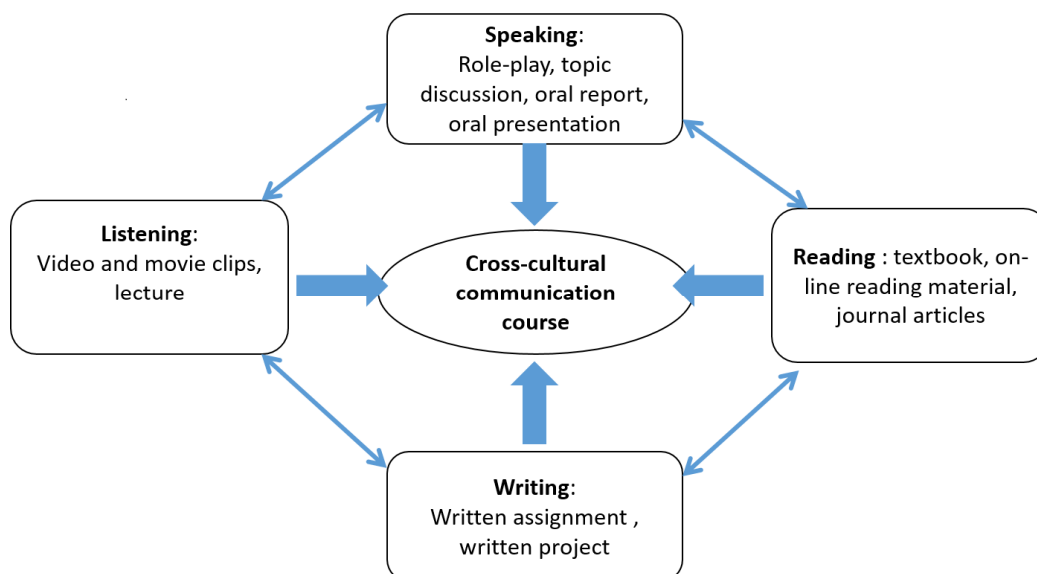 Speaking:
Role-play, topic
discussion, oral report,
oral presentation
Listening:
Video and movie clips,
lecture
Cross-cultural
communication
course
Reading : textbook, on-
line reading material,
journal articles
Writing:
Written assignment ,
written project